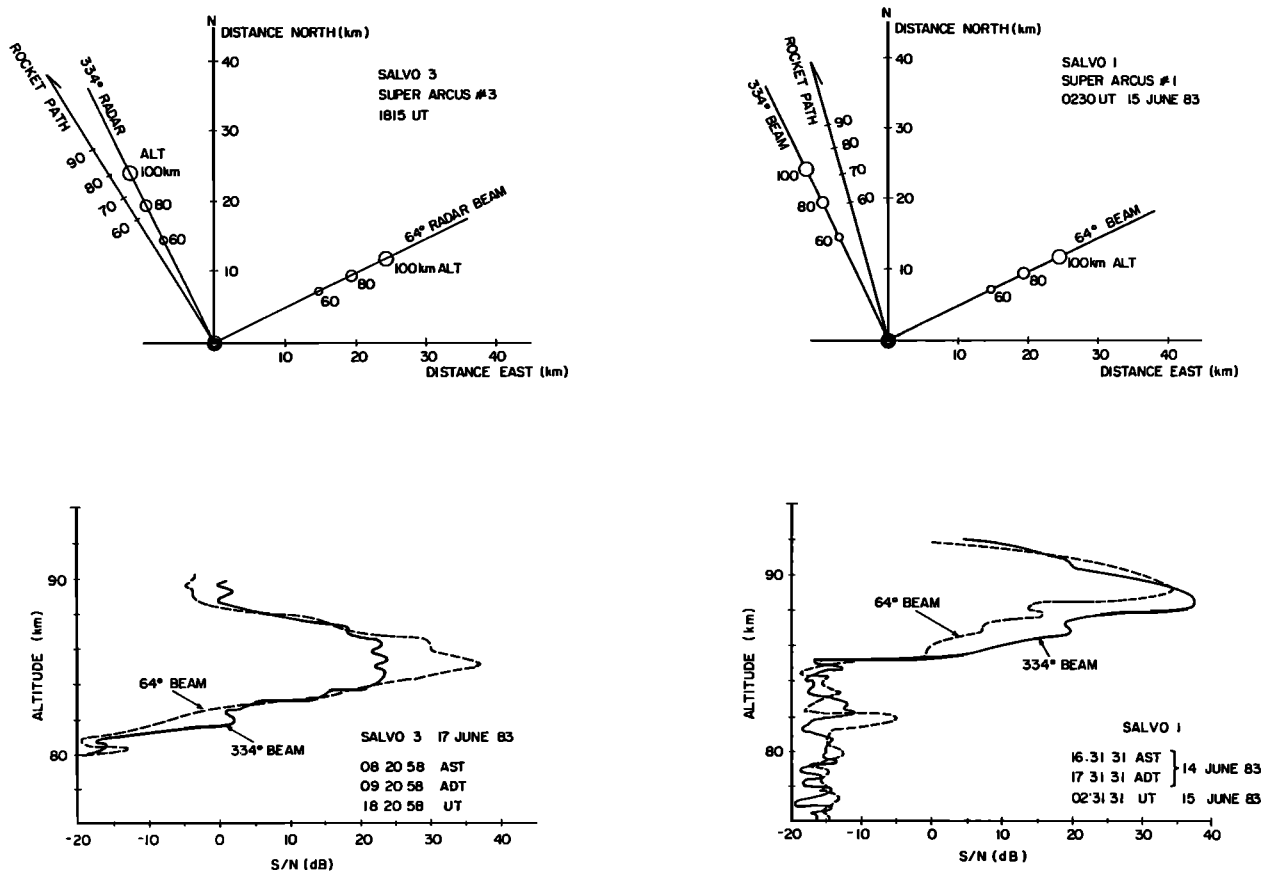 N
DISTANCE NORTH (km)
40
30
20
10
ROCKET PATH
334° RADAR
ALT
100km
90
80
70
60
80
60
SALVO 3
SUPER ARCUS #3
1815 UT
64° RADAR BEAM
100km ALT
80
60
10
20
30
40
DISTANCE EAST (km)
N
DISTANCE NORTH (km)
40
30
20
10
ROCKET PATH
334° BEAM
90
80
70
60
100
80
60
SALVO 1
SUPER ARCUS #1
0230 UT 15 JUNE 83
64° BEAM
100km ALT
80
60
10
20
30
40
DISTANCE EAST (km)
ALTITUDE (km)
90
80
64° BEAM
334° BEAM
SALVO 3 17 JUNE 83
08 20 58 AST
09 20 58 ADT
18 20 58 UT
-20
-10
0
10
20
30
40
S/N (dB)
ALTITUDE (km)
90
80
64° BEAM
334° BEAM
SALVO 1
16.31 31 AST
17 31 31 ADT
14 JUNE 83
02'31 31 UT 15 JUNE 83
-20
-10
0
10
20
30
40
S/N (dB)